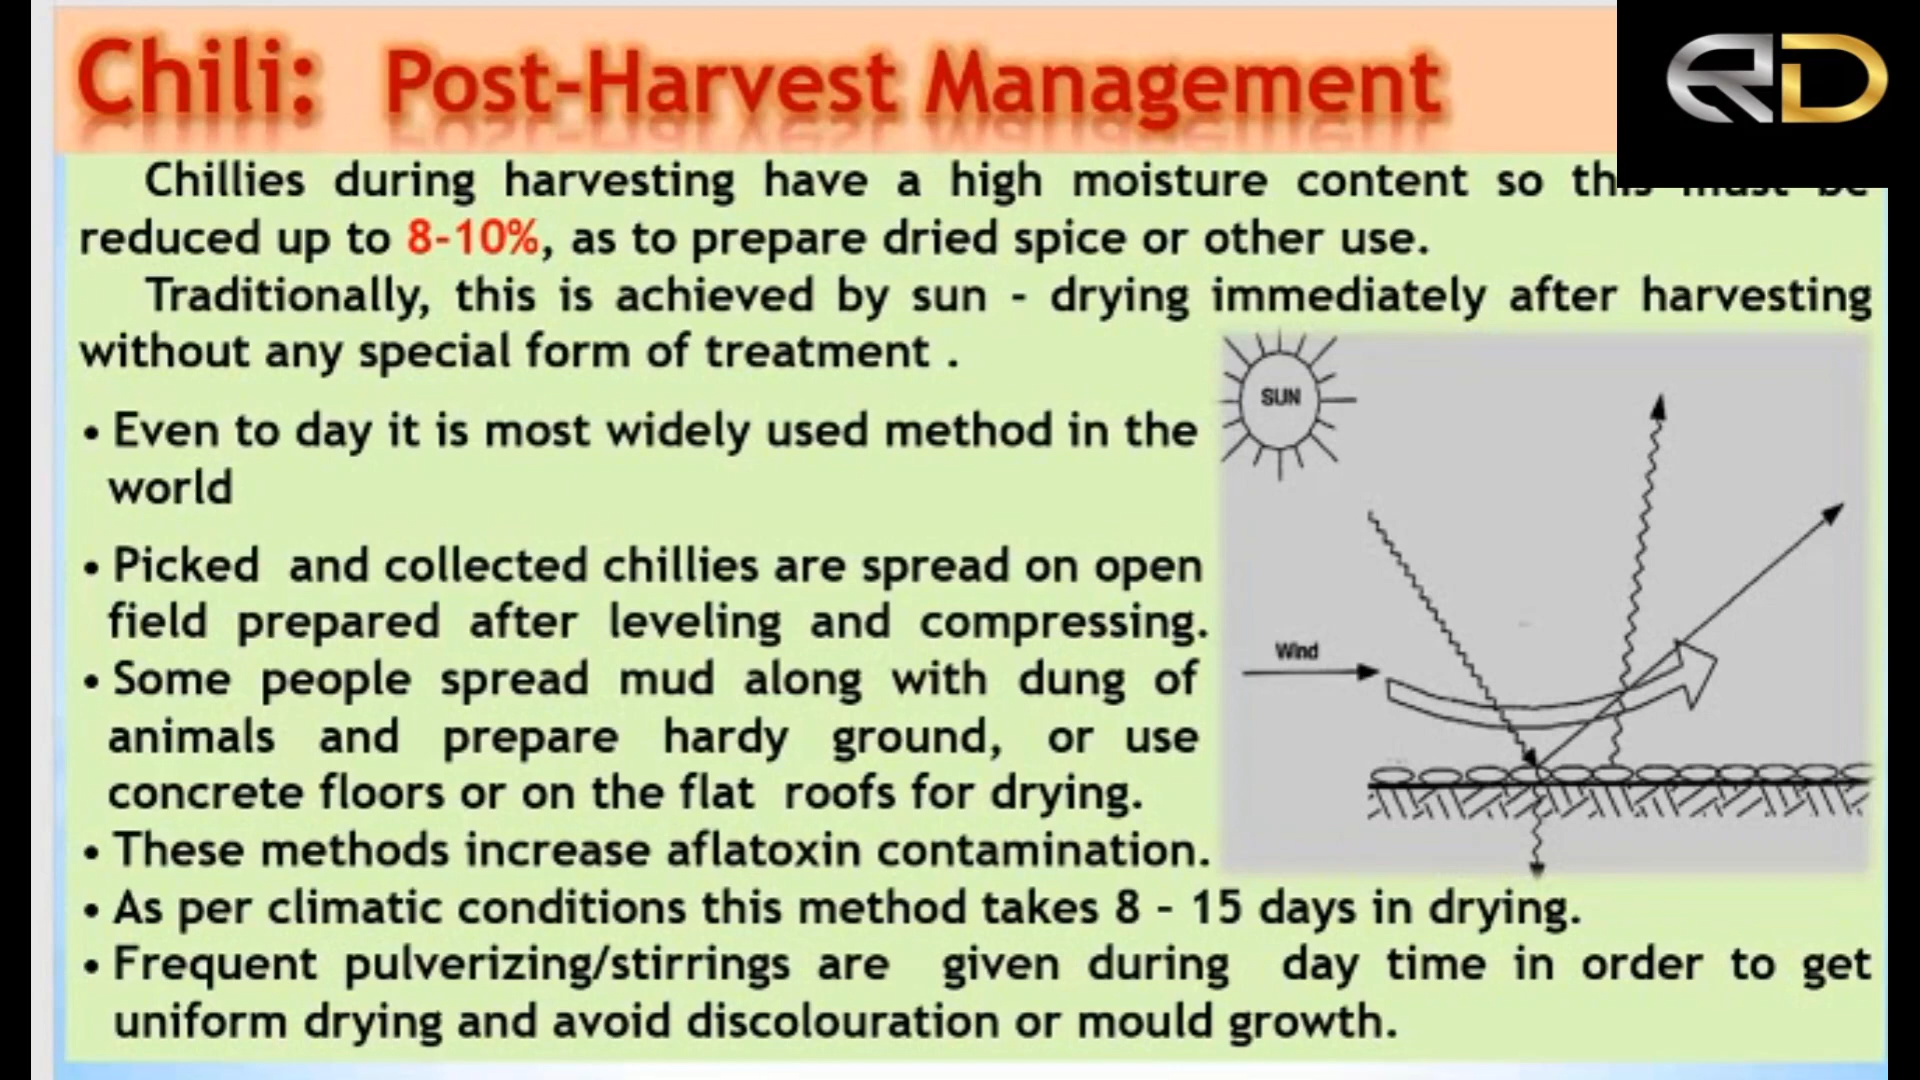 Chili: Post-Harvest Management
RD
Chillies during harvesting have a high moisture content so this must be
reduced up to 8-10%, as to prepare dried spice or other use.
Traditionally, this is achieved by sun - drying immediately after harvesting
without any special form of treatment .
SUN
• Even to day it is most widely used method in the
world
• Picked and collected chillies are spread on open
field prepared after leveling and compressing.
Wind
• Some people spread mud along with dung of
animals and prepare hardy ground, or use
concrete floors or on the flat roofs for drying.
• These methods increase aflatoxin contamination.
• As per climatic conditions this method takes 8 - 15 days in drying.
• Frequent pulverizing/stirrings are given during day time in order to get
uniform drying and avoid discolouration or mould growth.